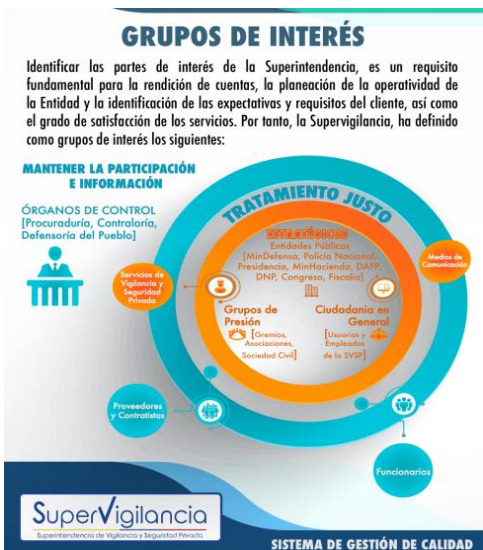 GRUPOS DE INTERÉS
Identificar las partes de interés de la Superintendencia, es un requisito
fundamental para la rendición de cuentas, la planeación de la operatividad de
la Entidad y la identificación de las expectativas y requisitos del cliente, así como
el grado de satisfacción de los servicios. Por tanto, la Supervigilancia, ha definido
como grupos de interés los siguientes:
MANTENER LA PARTICIPACIÓN
E INFORMACIÓN
ÓRGANOS DE CONTROL
[Procuraduría, Contraloría,
Defensoría del Pueblo]
TRATAMIENTO JUSTO
ESTRATÉGICOS
Entidades Públicas
[MinDefensa, Policía Nacional,
Presidencia, MinHacienda, DAFP,
DNP, Congreso, Fiscalía]
Servicios de
Vigilancia y
Seguridad
Privada
Medios de
Comunicación
Grupos de
Presión
[Gremios,
Asociaciones,
Sociedad Civil]
Ciudadanía en
General
[Usuarios y
Empleados
de la SVSP]
Proveedores
y Contratistas
Funcionarios
SuperVigilancia
Superintendencia de Vigilancia y Seguridad Privada
SISTEMA DE GESTIÓN DE CALIDAD